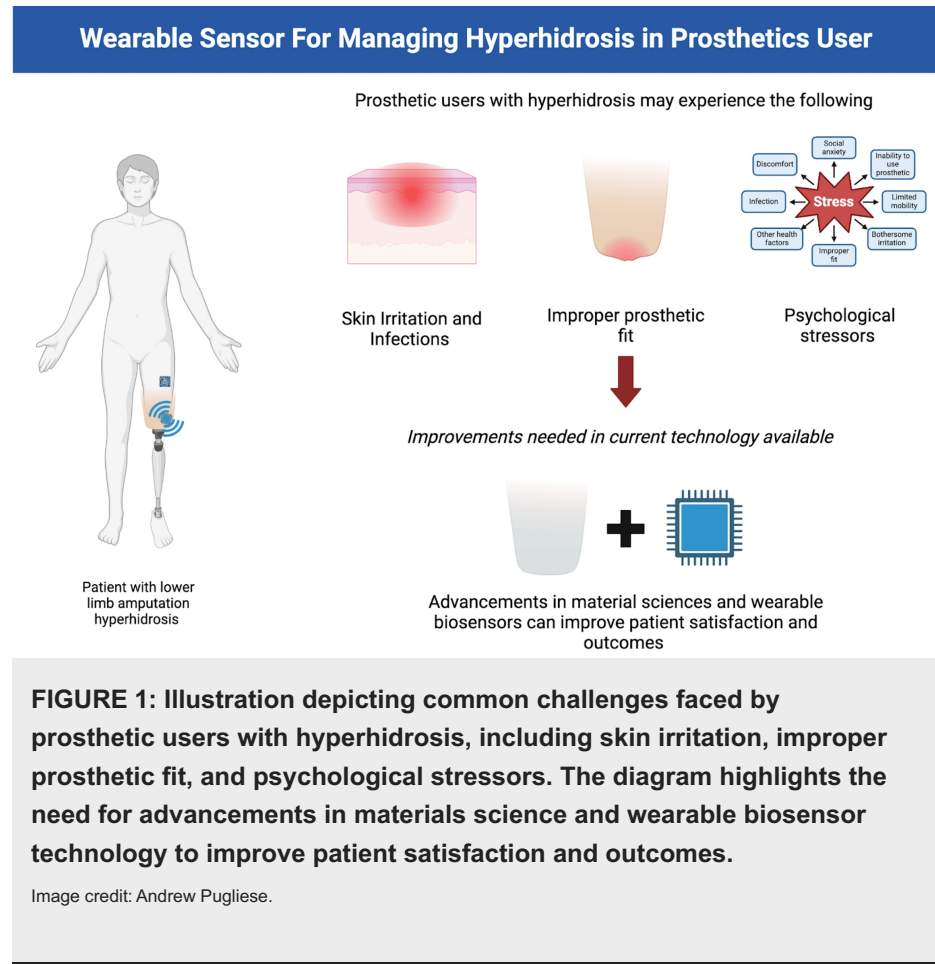 Wearable Sensor For Managing Hyperhidrosis in Prosthetics User
Prosthetic users with hyperhidrosis may experience the following
Social
anxiety
Discomfort
Inability to
use
prosthetic
Infection
Stress
Limited
mobility
Other health
factors
Improper
fit
Bothersome
irritation
Skin Irritation and
Infections
Improper prosthetic
fit
Psychological
stressors
Improvements needed in current technology available
Patient with lower
limb amputation
hyperhidrosis
Advancements in material sciences and wearable
biosensors can improve patient satisfaction and
outcomes
FIGURE 1: Illustration depicting common challenges faced by
prosthetic users with hyperhidrosis, including skin irritation, improper
prosthetic fit, and psychological stressors. The diagram highlights the
need for advancements in materials science and wearable biosensor
technology to improve patient satisfaction and outcomes.
Image credit: Andrew Pugliese.